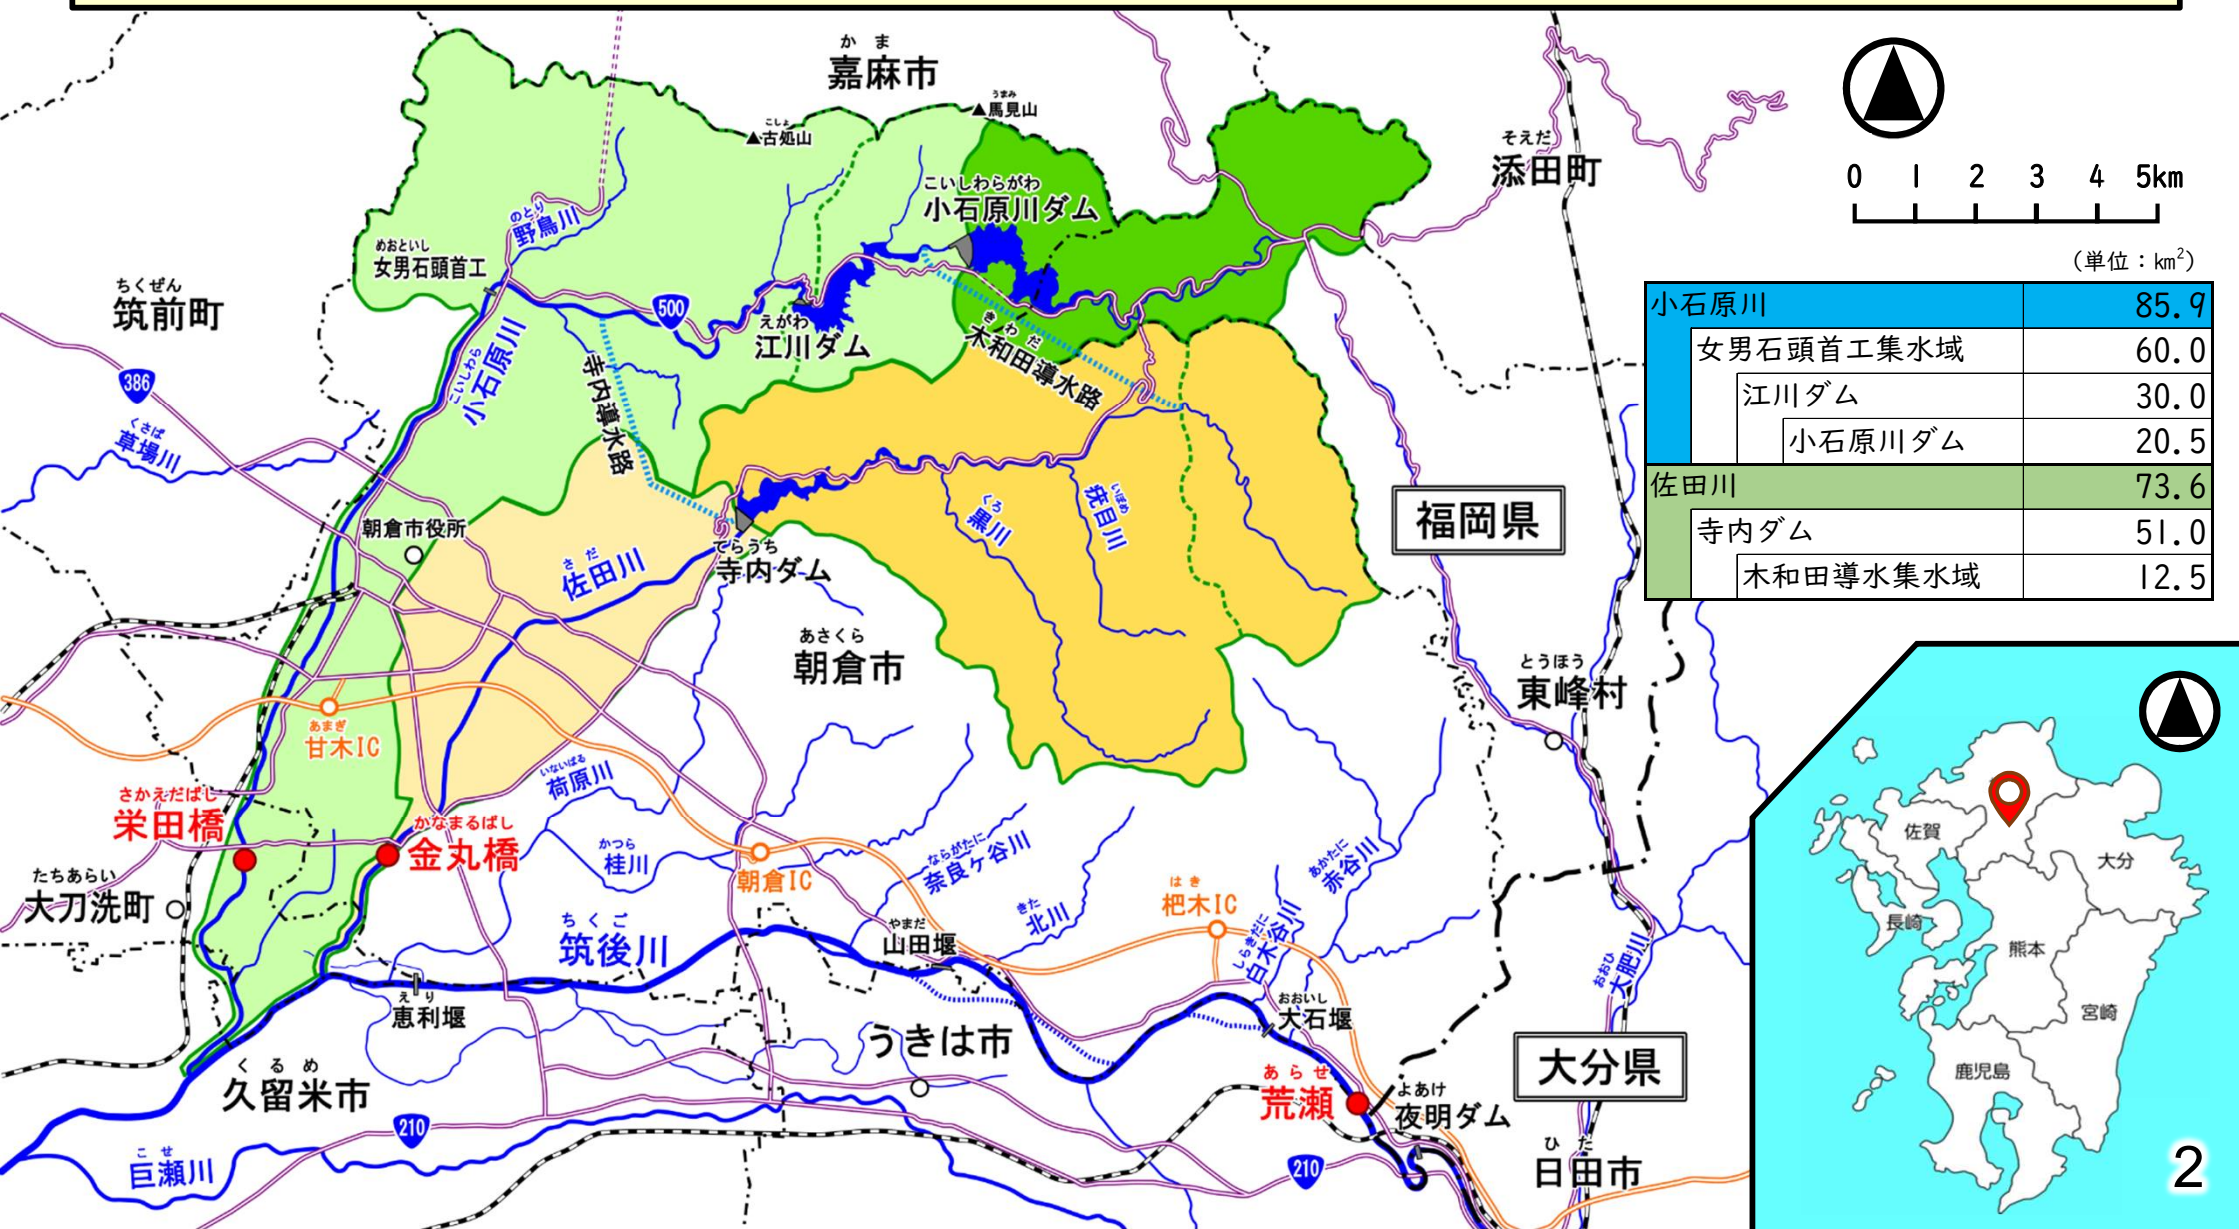 かま
嘉麻市
うまみ
▲馬見山
こしょ
▲古処山
そえだ
添田町
0 1 2 3 4 5km
こいしわらがわ
小石原川ダム
のとり
野鳥川
めおといし
女男石頭首工
ちくぜん
筑前町
500
えがわ
江川ダム
きわだ
木和田導水路
寺内導水路
こいしわら
小石原川
386
くさば
草場川
(単位:km²)
小石原川 85.9
女男石頭首工集水域 60.0
江川ダム 30.0
小石原川ダム 20.5
佐田川 73.6
寺内ダム 51.0
木和田導水集水域 12.5
福岡県
朝倉市役所
さだ
佐田川
てらうち
寺内ダム
くろ
黒川
いぼめ
疣目川
あさくら
朝倉市
とうほう
東峰村
あまぎ
甘木IC
いないばる
荷原川
さかえだばし
栄田橋
かなまるばし
金丸橋
かつら
桂川
朝倉IC
ならがたに
奈良ヶ谷川
あかたに
赤谷川
たちあらい
大刀洗町
はき
杷木IC
きた
北川
しらきだに
白木谷川
ちくご
筑後川
やまだ
山田堰
おおひ
大肥川
えり
恵利堰
おおいし
大石堰
うきは市
大分県
くるめ
久留米市
あらせ
荒瀬
よあけ
夜明ダム
210
こせ
巨瀬川
210
ひた
日田市
佐賀
大分
長崎
熊本
宮崎
鹿児島
2